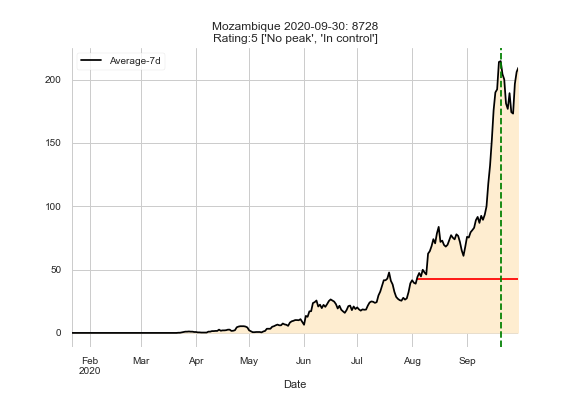 Mozambique 2020-09-30: 8728
Rating:5 ['No peak', 'In control']
Average-7d
200
150
100
50
0
Feb Mar Apr May Jun Jul Aug Sep
2020
Date